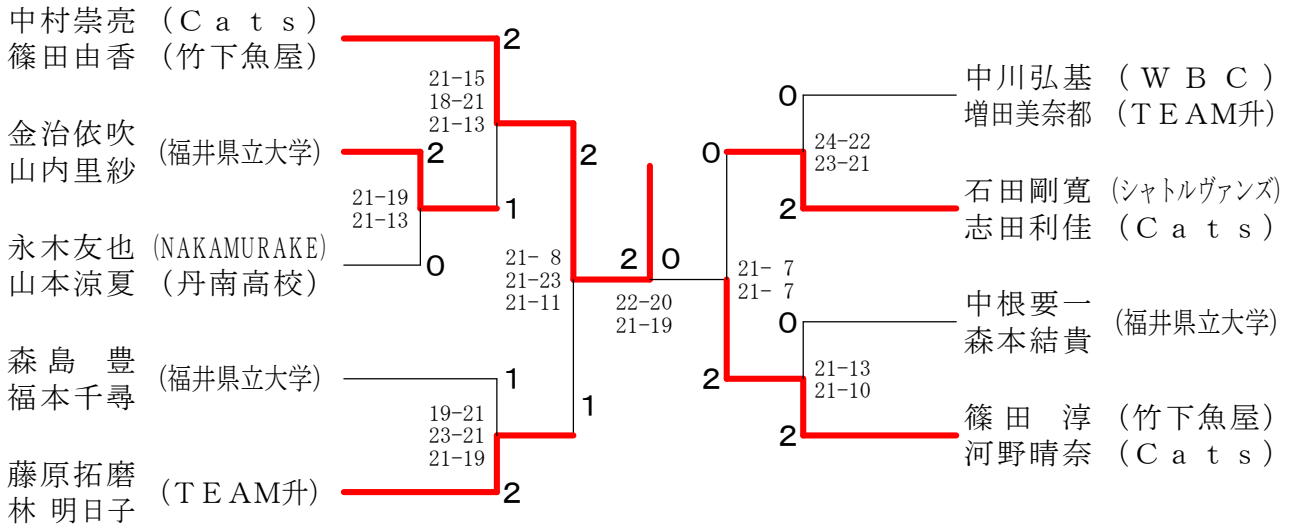 中村崇亮 (Ｃａｔｓ)
篠田由香 (竹下魚屋)
金治依吹
山内里紗
(福井県立大学)
永木友也 (NAKAMURAKE)
山本涼夏 (丹南高校)
森島 豊
福本千尋
(福井県立大学)
藤原拓磨
林 明日子
(ＴＥＡM升)
2
21-15
18-21
21-13
2
21-19
21-13
1
0
2
21- 8
21-23
21-11
1
19-21
23-21
21-19
2
1
2 0
22-20
21-19
0
21- 7
21- 7
2
0
24-22
23-21
2
0
21-13
21-10
2
中川弘基 (ＷＢＣ)
増田美奈都 (ＴＥＡM升)
石田剛寛 (シャトルヴァンズ)
志田利佳 (Ｃａｔｓ)
中根要一
森本結貴
(福井県立大学)
篠田 淳 (竹下魚屋)
河野晴奈 (Ｃａｔｓ)